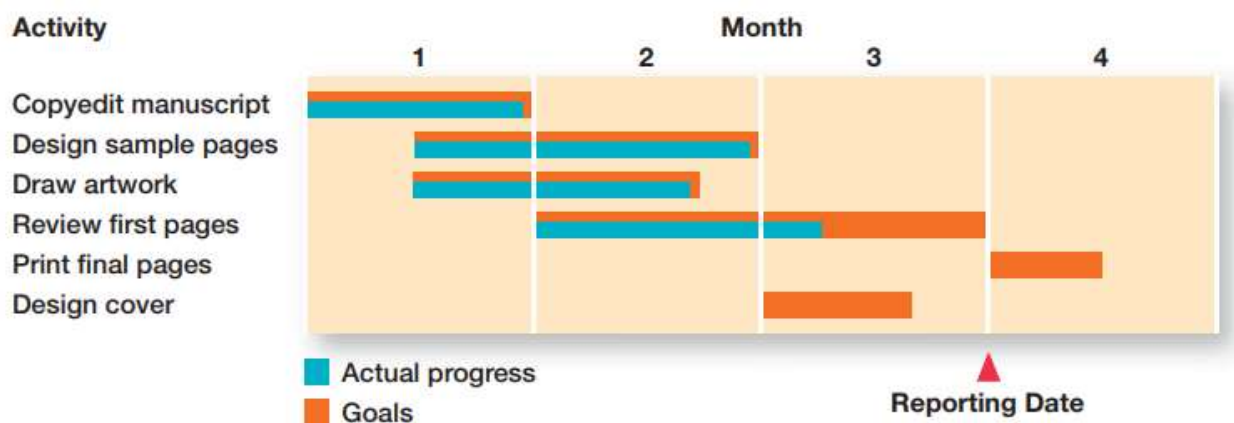 Activity
Month
1 2 3 4
Copyedit manuscript
Design sample pages
Draw artwork
Review first pages
Print final pages
Design cover
Actual progress
Goals
Reporting Date